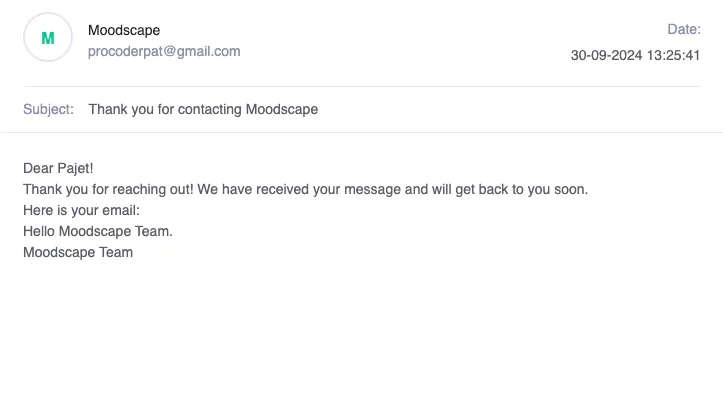 M
Moodscape
procoderpat@gmail.com
Date:
30-09-2024 13:25:41
Subject: Thank you for contacting Moodscape
Dear Pajet!
Thank you for reaching out! We have received your message and will get back to you soon.
Here is your email:
Hello Moodscape Team.
Moodscape Team